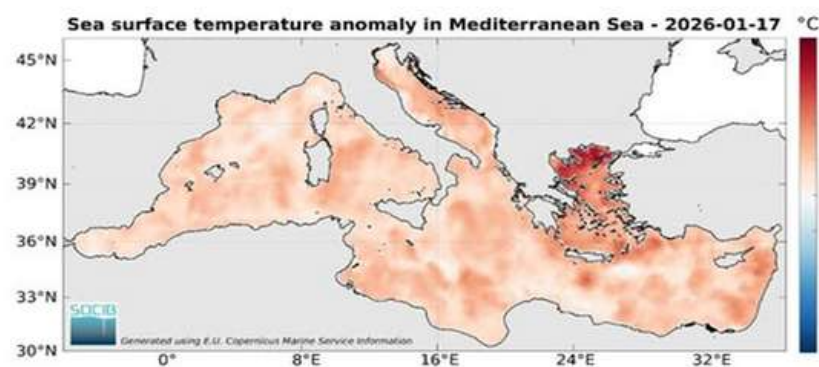 Sea surface temperature anomaly in Mediterranean Sea - 2026-01-17 °C
45°N
42°N
39°N
36°N
33°N
30°N
SOCIB
Generated using E.U. Copernicus Marine Service Information
0° 8°E 16°E 24°E 32°E